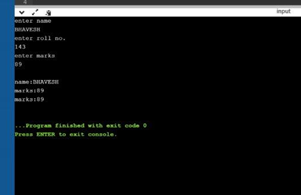 input
enter name
BHAVESH
enter roll no.
143
enter marks
89
name:BHAVESH
marks:89
marks:89
...Program finished with exit code 0
Press ENTER to exit console.